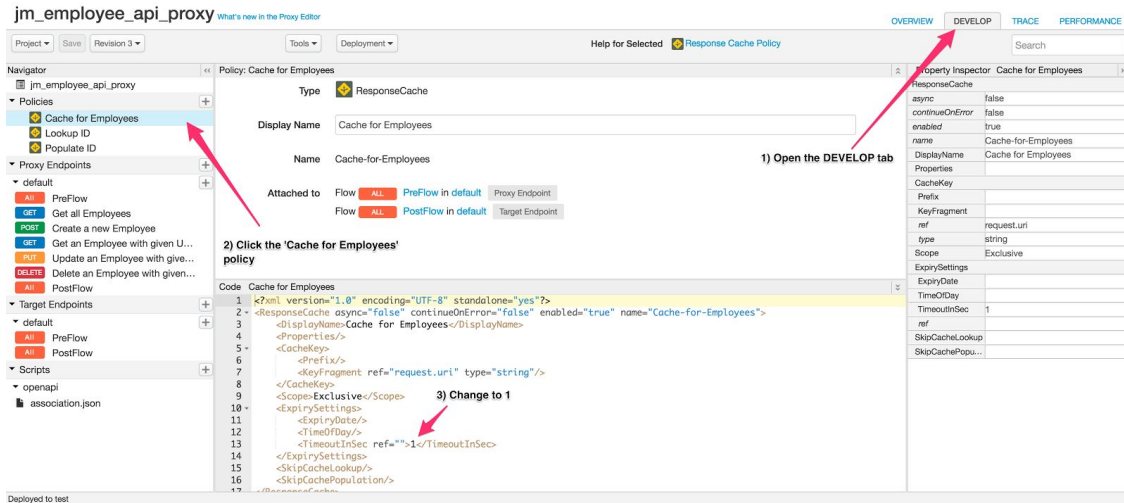 jm_employee_api_proxy What's new in the Proxy Editor
OVERVIEW DEVELOP TRACE PERFORMANCE
Project Save Revision 3 Tools Deployment Help for Selected Response Cache Policy Search
Navigator
jm_employee_api_proxy
Policies
Cache for Employees
Lookup ID
Populate ID
Proxy Endpoints
default
All PreFlow
GET Get all Employees
POST Create a new Employee
GET Get an Employee with given U...
PUT Update an Employee with give...
DELETE Delete an Employee with given...
All PostFlow
Target Endpoints
default
All PreFlow
All PostFlow
Scripts
openapi
association.json
Policy: Cache for Employees
Type ResponseCache
Display Name Cache for Employees
Name Cache-for-Employees
Attached to Flow ALL PreFlow in default Proxy Endpoint
Flow ALL PostFlow in default Target Endpoint
1) Open the DEVELOP tab
2) Click the 'Cache for Employees'
policy
Code Cache for Employees
1 <?xml version="1.0" encoding="UTF-8" standalone="yes"?>
2 <ResponseCache async="false" continueOnError="false" enabled="true" name="Cache-for-Employees">
3 <DisplayName>Cache for Employees</DisplayName>
4 <Properties/>
5 <CacheKey>
6 <Prefix/>
7 <KeyFragment ref="request.uri" type="string"/>
8 </CacheKey>
9 <Scope>Exclusive</Scope>
3) Change to 1
10 <ExpirySettings>
11 <ExpiryDate/>
12 <TimeOfDay/>
13 <TimeoutInSec ref="">1</TimeoutInSec>
14 </ExpirySettings>
15 <SkipCacheLookup/>
16 <SkipCachePopulation/>
17 </ResponseCache>
Property Inspector Cache for Employees
ResponseCache
async false
continueOnError false
enabled true
name Cache-for-Employees
DisplayName Cache for Employees
Properties
CacheKey
Prefix
KeyFragment
ref request.uri
type string
Scope Exclusive
ExpirySettings
ExpiryDate
TimeOfDay
TimeoutInSec 1
ref
SkipCacheLookup
SkipCachePopu...
Deployed to test